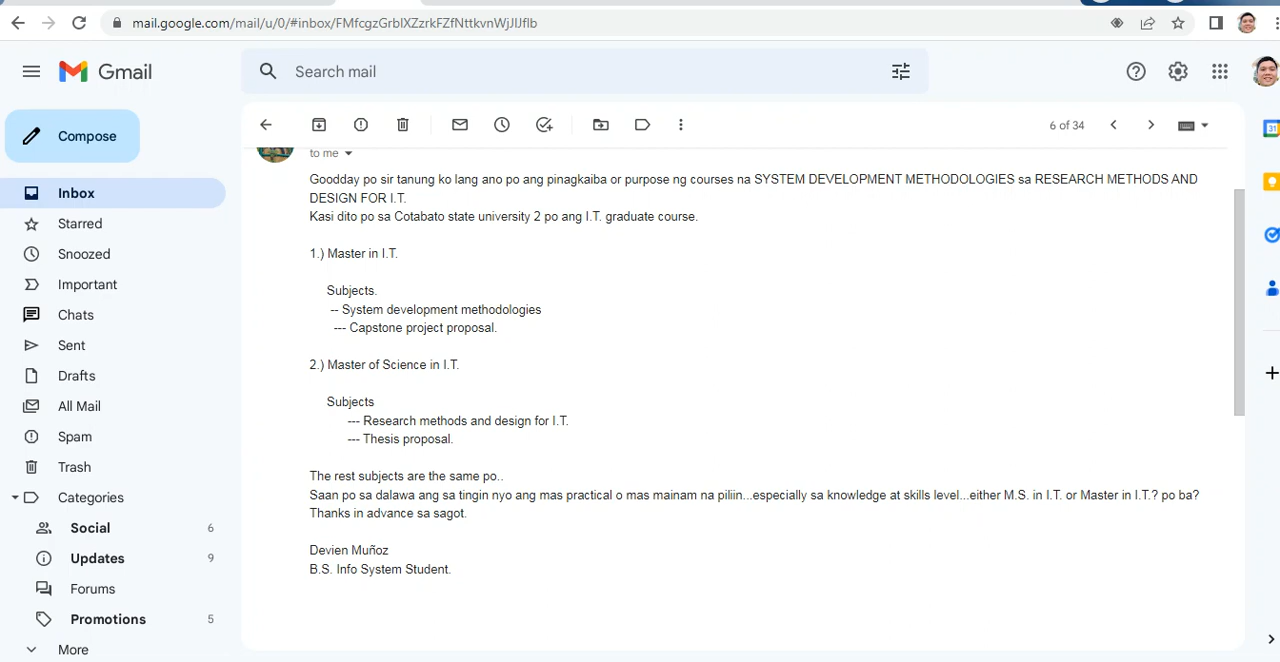 mail.google.com/mail/u/0/#inbox/FMfcgzGrblXZzrkFZfNttkvnWjJlJflb
Gmail
Search mail
Compose
6 of 34
to me
Inbox
Starred
Snoozed
Important
Chats
Sent
Drafts
All Mail
Spam
Trash
Categories
Social 6
Updates 9
Forums
Promotions 5
More
Goodday po sir tanung ko lang ano po ang pinagkaiba or purpose ng courses na SYSTEM DEVELOPMENT METHODOLOGIES sa RESEARCH METHODS AND
DESIGN FOR I.T.
Kasi dito po sa Cotabato state university 2 po ang I.T. graduate course.
1.) Master in I.T.
Subjects.
-- System development methodologies
--- Capstone project proposal.
2.) Master of Science in I.T.
Subjects
--- Research methods and design for I.T.
--- Thesis proposal.
The rest subjects are the same po..
Saan po sa dalawa ang sa tingin nyo ang mas practical o mas mainam na piliin...especially sa knowledge at skills level...either M.S. in I.T. or Master in I.T.? po ba?
Thanks in advance sa sagot.
Devien Muñoz
B.S. Info System Student.
31